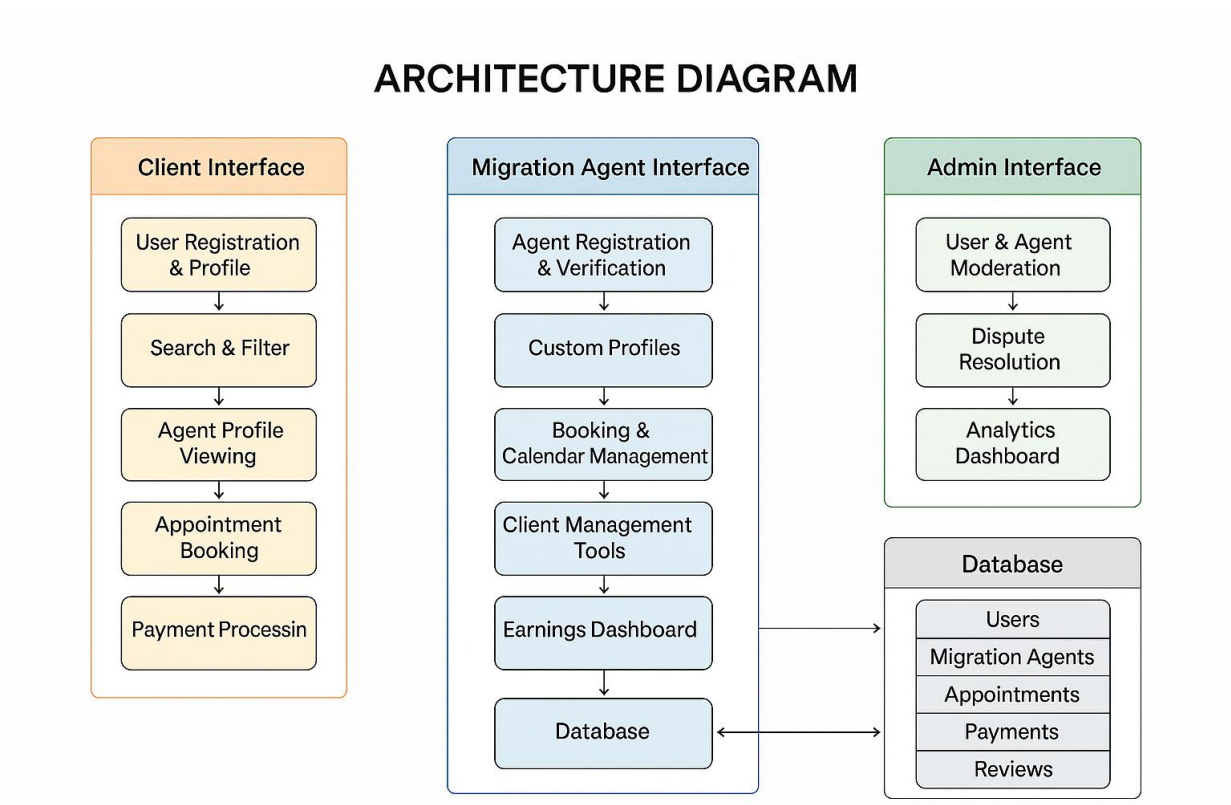 ARCHITECTURE DIAGRAM
Client Interface
User Registration
& Profile
Search & Filter
Agent Profile
Viewing
Appointment
Booking
Payment Processin
Migration Agent Interface
Agent Registration
& Verification
Custom Profiles
Booking &
Calendar Management
Client Management
Tools
Earnings Dashboard
Database
Admin Interface
User & Agent
Moderation
Dispute
Resolution
Analytics
Dashboard
Database
Users
Migration Agents
Appointments
Payments
Reviews